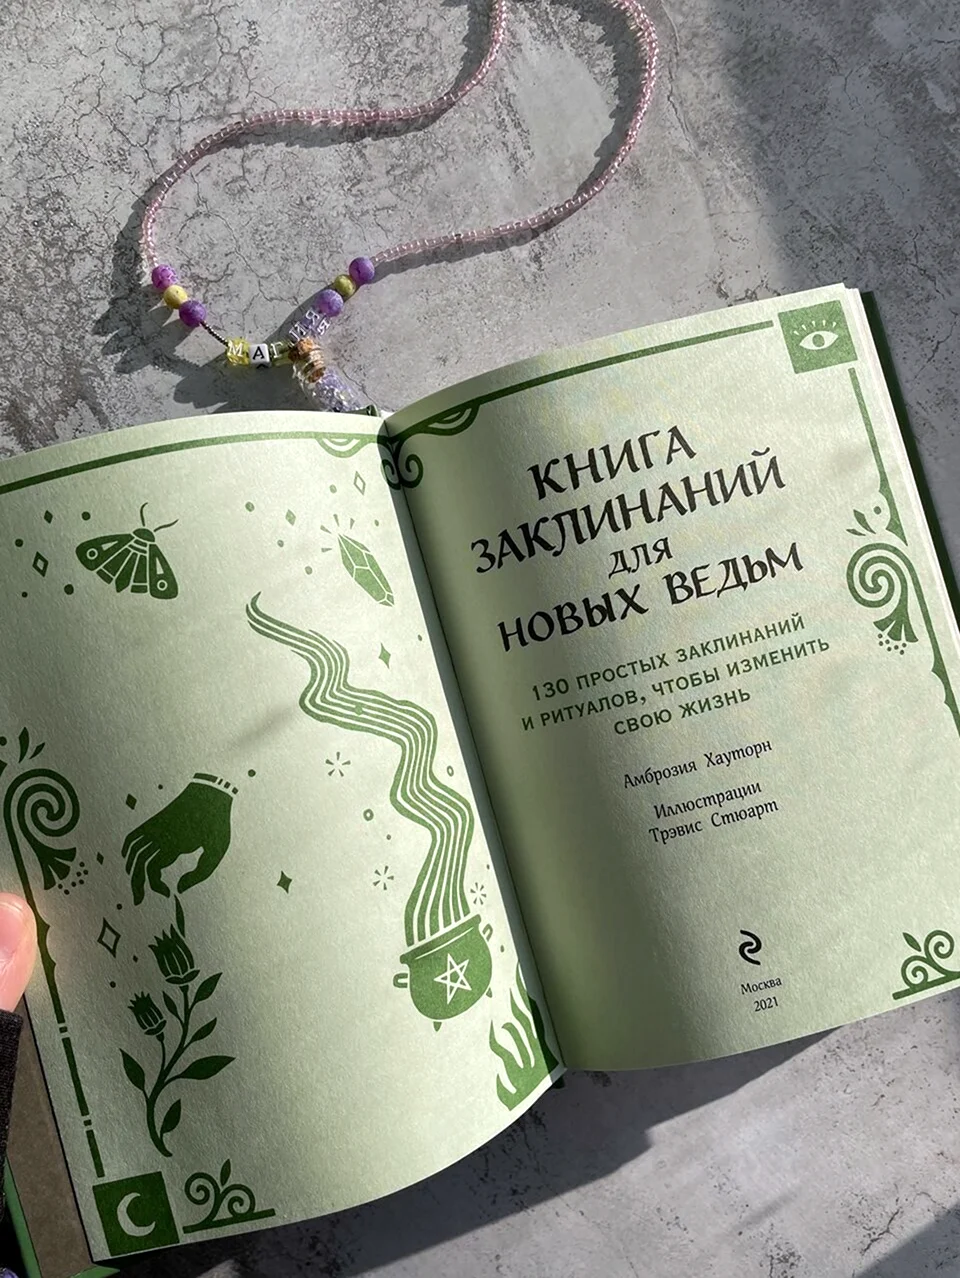 МАГИЯ
КНИГА
ЗАКЛИНАНИЙ
ДЛЯ
НОВЫХ ВЕДЬМ
130 ПРОСТЫХ ЗАКЛИНАНИЙ
И РИТУАЛОВ, ЧТОБЫ ИЗМЕНИТЬ
СВОЮ ЖИЗНЬ
Амброзия Хауторн
Иллюстрации
Трэвис Стюарт
Москва
2021